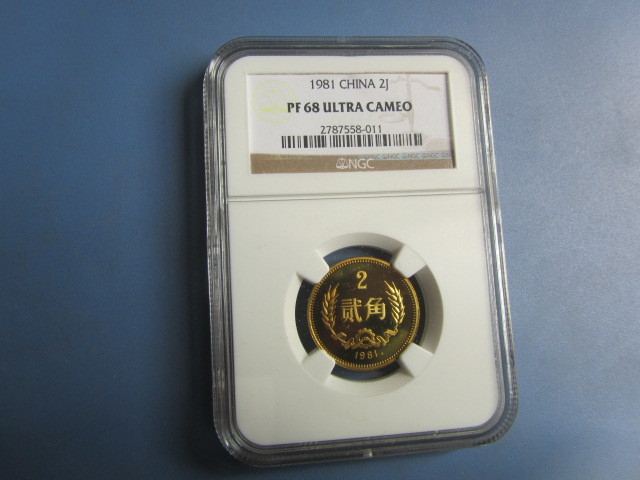 1981 CHINA 2J
PF 68 ULTRA CAMEO
2787558-011
NGC
2
贰角
1981